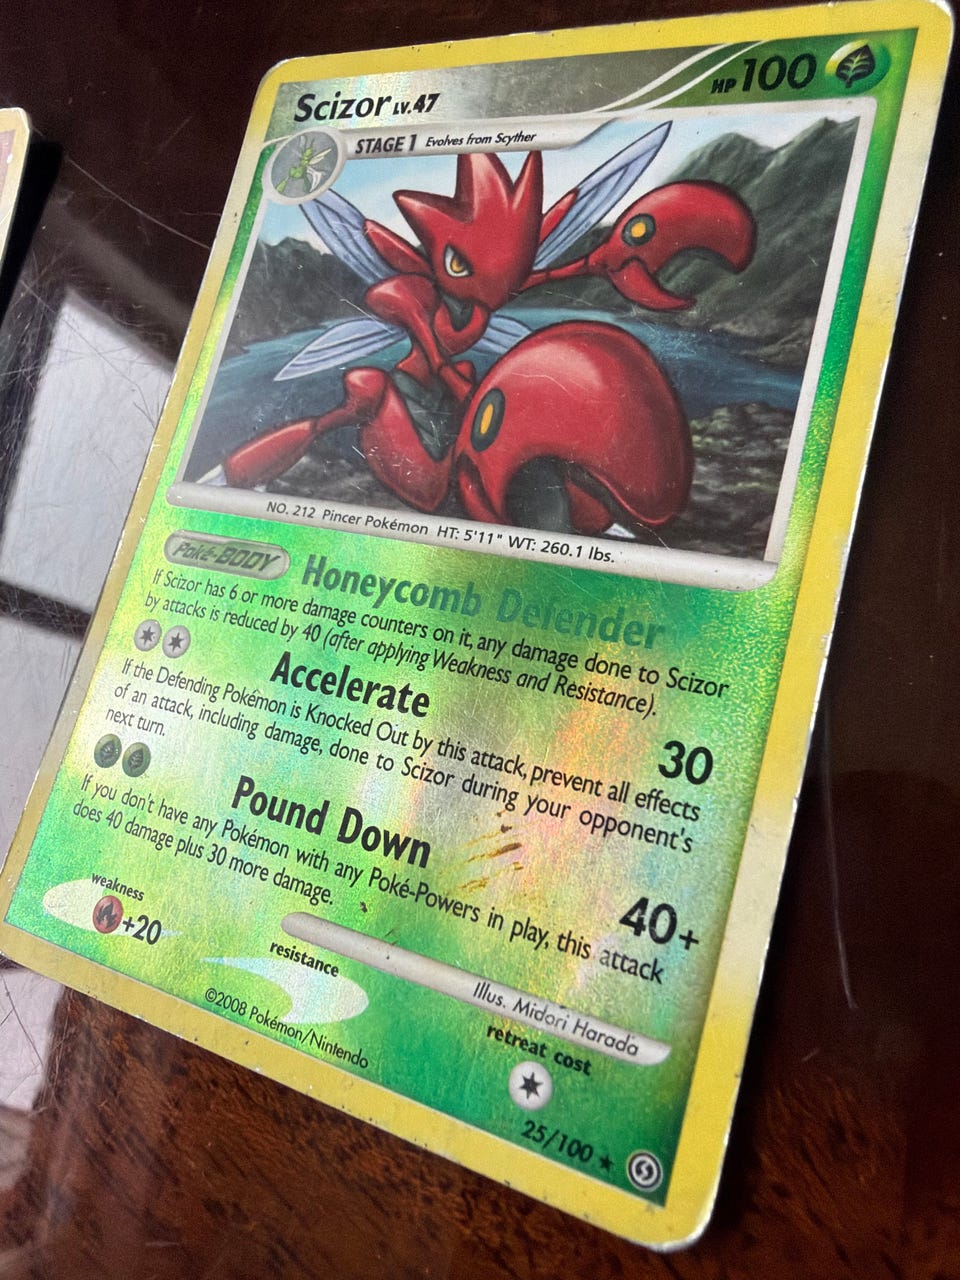 Scizor LV.47
HP 100
STAGE 1 Evolves from Scyther
NO. 212 Pincer Pokémon HT: 5'11" WT: 260.1 lbs.
Poké-BODY Honeycomb Defender
If Scizor has 6 or more damage counters on it, any damage done to Scizor
by attacks is reduced by 40 (after applying Weakness and Resistance).
Accelerate 30
If the Defending Pokémon is Knocked Out by this attack, prevent all effects
of an attack, including damage, done to Scizor during your opponent's
next turn.
Pound Down 40+
If you don't have any Pokémon with any Poké-Powers in play, this attack
does 40 damage plus 30 more damage.
weakness
+20
resistance
Illus. Midori Harada
retreat cost
©2008 Pokémon/Nintendo
25/100 ★